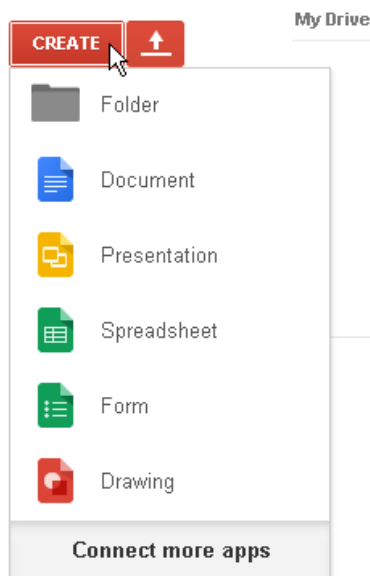 My Drive
CREATE
Folder
Document
Presentation
Spreadsheet
Form
Drawing
Connect more apps